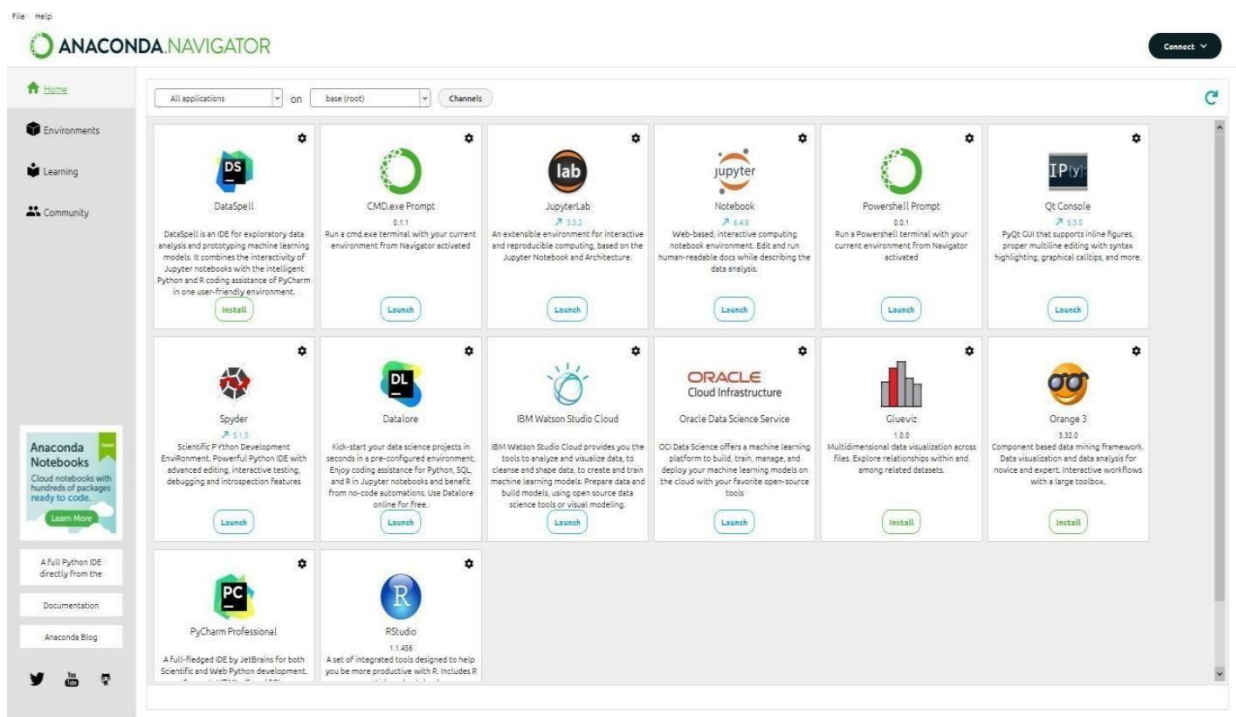 File Help
ANACONDA.NAVIGATOR
Connect
Home
Environments
Learning
Community
All applications on base (root) Channels
DS
DataSpell
DataSpell is an IDE for exploratory data
analysis and prototyping machine learning
models. It combines the interactivity of
Jupyter notebooks with the intelligent
Python and R coding assistance of PyCharm
in one user-friendly environment.
Install
CMD.exe Prompt
0.1.1
Run a cmd.exe terminal with your current
environment from Navigator activated
Launch
lab
JupyterLab
An extensible environment for interactive
and reproducible computing, based on the
Jupyter Notebook and Architecture.
Launch
jupyter
Notebook
Web-based, interactive computing
notebook environment. Edit and run
human-readable docs while describing the
data analysis.
Launch
Powershell Prompt
0.0.1
Run a Powershell terminal with your
current environment from Navigator
activated
Launch
IP[y]:
Qt Console
PyQt GUI that supports inline figures,
proper multiline editing with syntax
highlighting, graphical calltips, and more.
Launch
Spyder
Scientific PYthon Development
EnviRonment. Powerful Python IDE with
advanced editing, interactive testing,
debugging and introspection features
Launch
DL
Datalore
Kick-start your data science projects in
seconds in a pre-configured environment.
Enjoy coding assistance for Python, SQL,
and R in Jupyter notebooks and benefit
from no-code automations. Use Datalore
online for free.
Launch
IBM Watson Studio Cloud
IBM Watson Studio Cloud provides you the
tools to analyze and visualize data, to
cleanse and shape data, to create and train
machine learning models. Prepare data and
build models, using open source data
science tools or visual modeling.
Launch
ORACLE
Cloud Infrastructure
Oracle Data Science Service
OCI Data Science offers a machine learning
platform to build, train, manage, and
deploy your machine learning models on
the cloud with your favorite open-source
tools
Launch
Glueviz
1.0.0
Multidimensional data visualization across
files. Explore relationships within and
among related datasets.
Install
Orange 3
3.32.0
Component based data mining framework.
Data visualization and data analysis for
novice and expert. Interactive workflows
with a large toolbox.
Install
PC
PyCharm Professional
A full-fledged IDE by JetBrains for both
Scientific and Web Python development.
R
RStudio
1.1.456
A set of integrated tools designed to help
you be more productive with R. Includes R
Anaconda
Notebooks
Cloud notebooks with
hundreds of packages
ready to code.
Learn More
A full Python IDE
directly from the
Documentation
Anaconda Blog
You
Tube